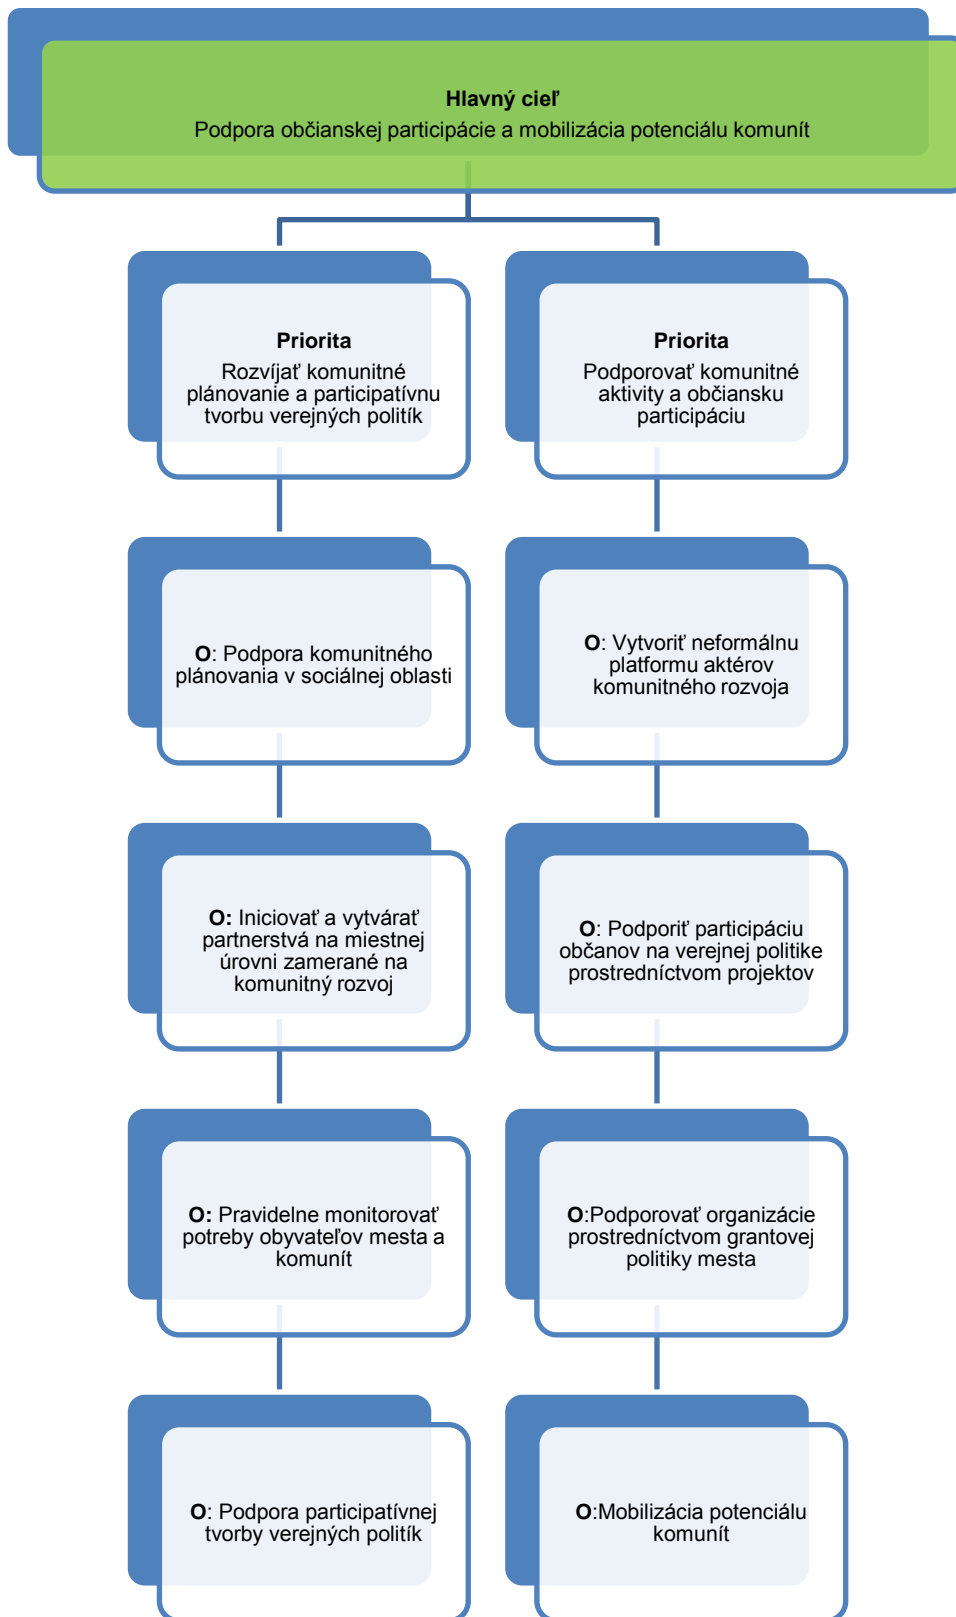 Hlavný cieľ
Podpora občianskej participácie a mobilizácia potenciálu komunít
Priorita
Rozvíjať komunitné
plánovanie a participatívnu
tvorbu verejných politík
Priorita
Podporovať komunitné
aktivity a občiansku
participáciu
O: Podpora komunitného
plánovania v sociálnej oblasti
O: Vytvoriť neformálnu
platformu aktérov
komunitného rozvoja
O: Iniciovať a vytvárať
partnerstvá na miestnej
úrovni zamerané na
komunitný rozvoj
O: Podporiť participáciu
občanov na verejnej politike
prostredníctvom projektov
O: Pravidelne monitorovať
potreby obyvateľov mesta a
komunít
O:Podporovať organizácie
prostredníctvom grantovej
politiky mesta
O: Podpora participatívnej
tvorby verejných politík
O:Mobilizácia potenciálu
komunít